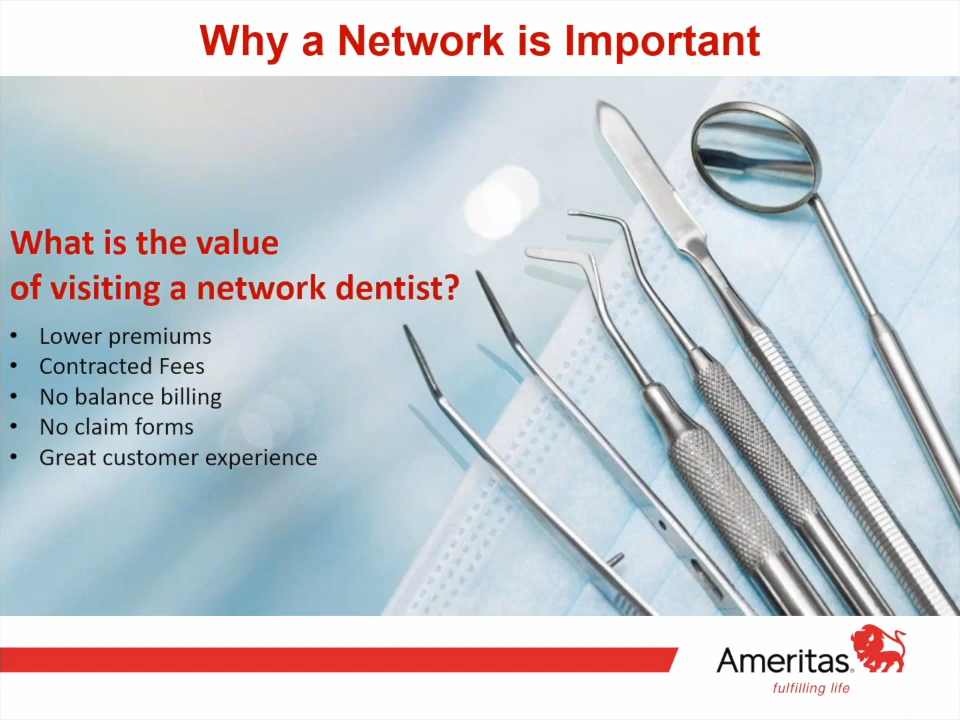 Why a Network is Important
What is the value
of visiting a network dentist?
• Lower premiums
• Contracted Fees
• No balance billing
• No claim forms
• Great customer experience
Ameritas®
fulfilling life